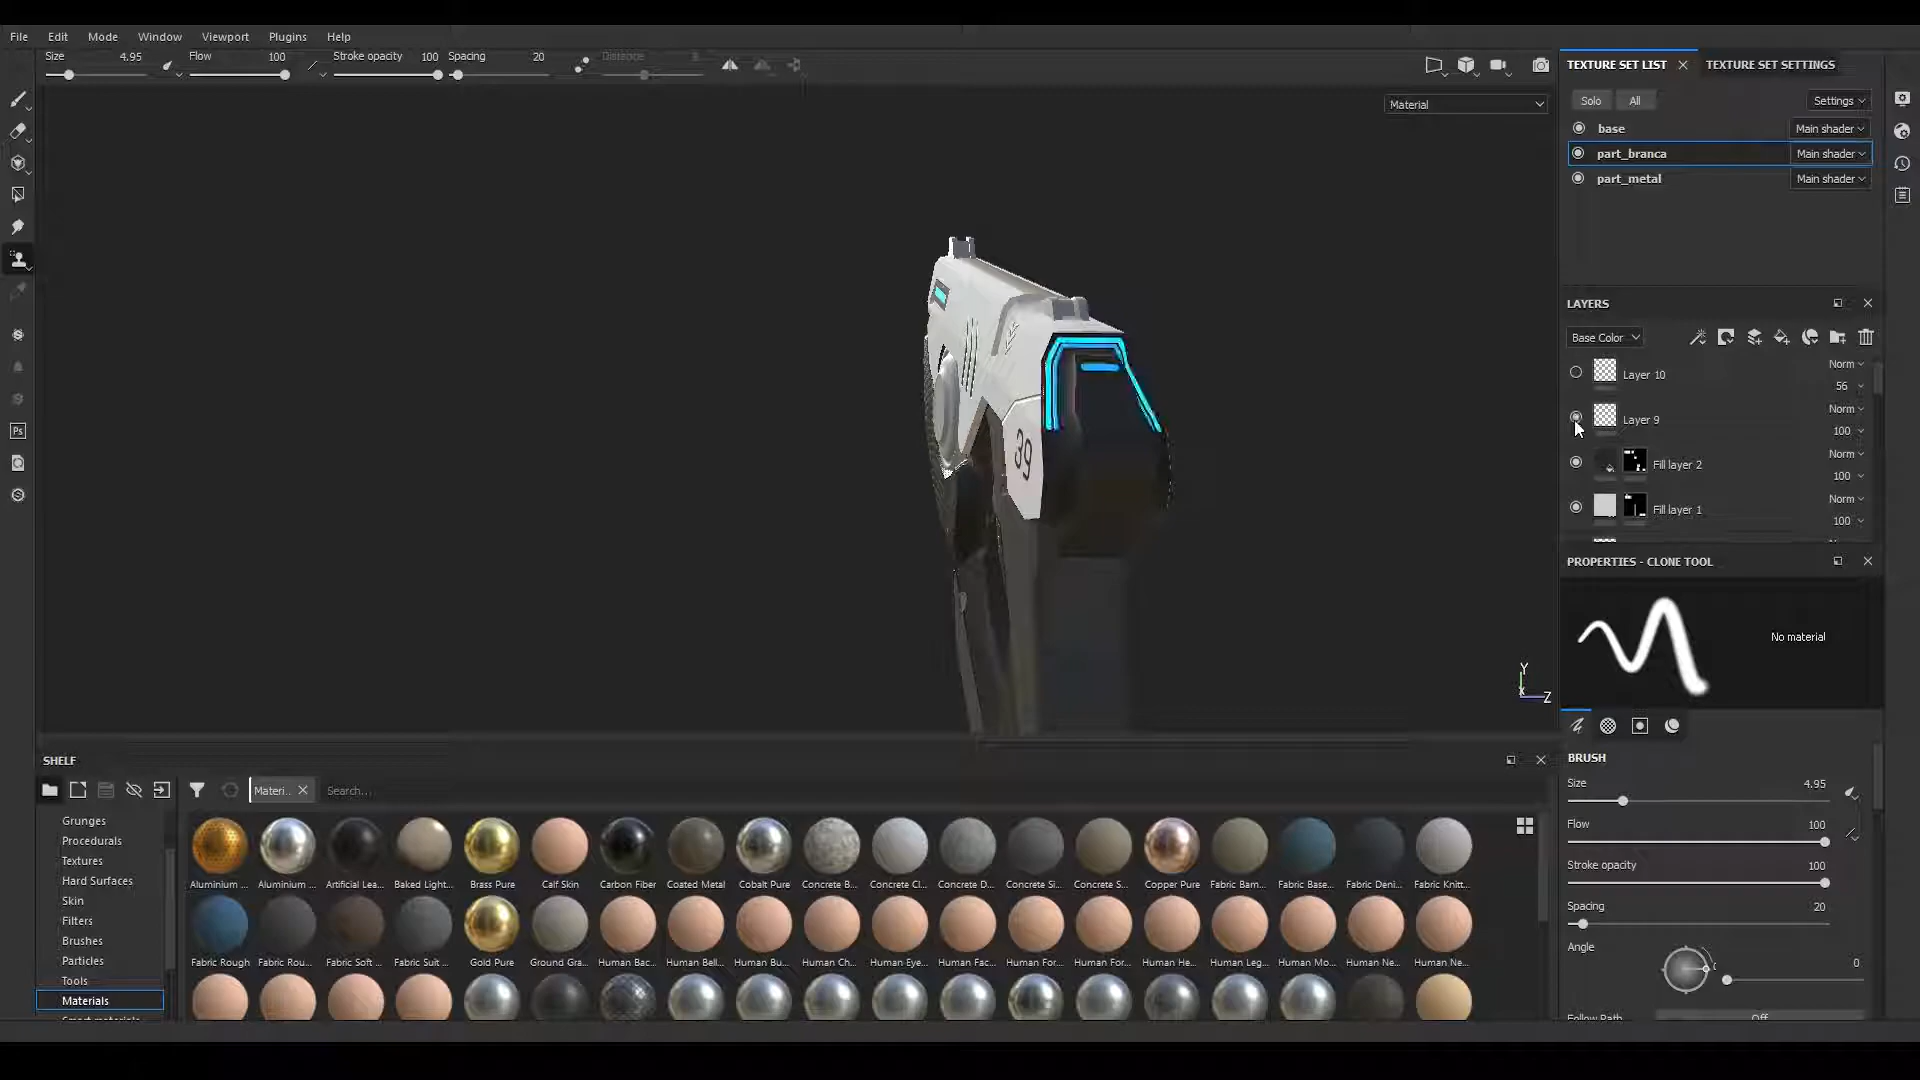 File Edit Mode Window Viewport Plugins Help
Size 4.95 Flow 100 Stroke opacity 100 Spacing 20 Distance
Material
39
Y
X
Z
TEXTURE SET LIST TEXTURE SET SETTINGS
Solo All Settings
base Main shader
part_branca Main shader
part_metal Main shader
LAYERS
Base Color
Layer 10 Norm 56
Layer 9 Norm 100
Fill layer 2 Norm 100
Fill layer 1 Norm 100
PROPERTIES - CLONE TOOL
No material
BRUSH
Size 4.95
Flow 100
Stroke opacity 100
Spacing 20
Angle 0
Follow Path Off
Ps
SHELF
Materi... Search...
Grunges
Procedurals
Textures
Hard Surfaces
Skin
Filters
Brushes
Particles
Tools
Materials
Smart materials
Aluminium ... Aluminium ... Artificial Lea... Baked Light... Brass Pure Calf Skin Carbon Fiber Coated Metal Cobalt Pure Concrete B... Concrete Cl... Concrete D... Concrete Si... Concrete S... Copper Pure Fabric Bam... Fabric Base... Fabric Deni... Fabric Knitt...
Fabric Rough Fabric Rou... Fabric Soft ... Fabric Suit ... Gold Pure Ground Gra... Human Bac... Human Bell... Human Bu... Human Ch... Human Eye... Human Fac... Human For... Human For... Human He... Human Leg... Human Mo... Human Ne... Human Ne...